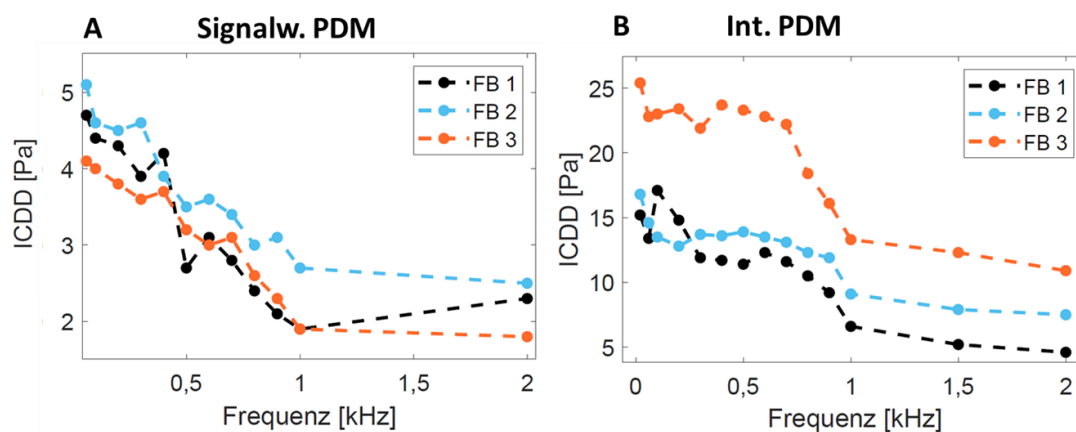 A Signalw. PDM
ICDD [Pa]
5
4
3
2
0,5 1 1,5 2
Frequenz [kHz]
FB 1
FB 2
FB 3
B Int. PDM
ICDD [Pa]
25
20
15
10
5
0 0,5 1 1,5 2
Frequenz [kHz]
FB 1
FB 2
FB 3